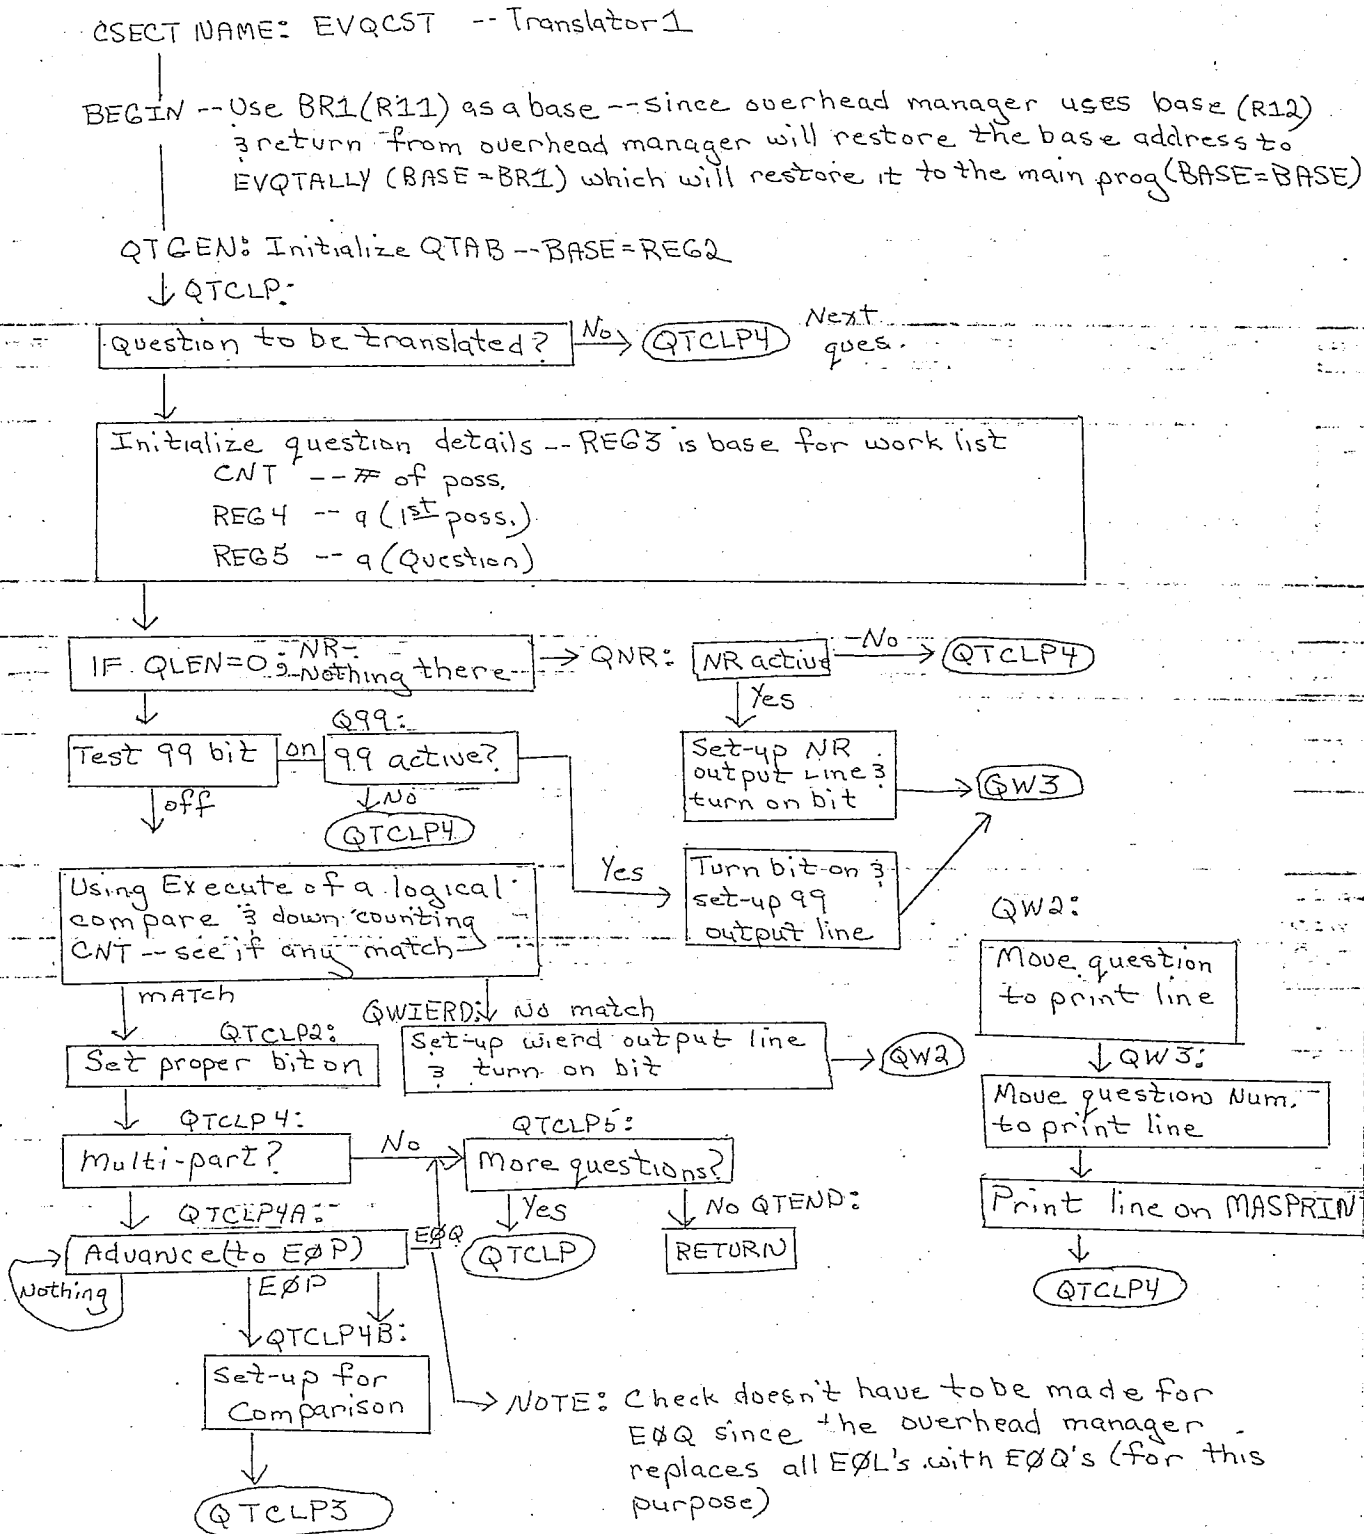 CSECT NAME: EVQCST -- Translator 1
BEGIN -- Use BR1(R11) as a base -- since overhead manager uses base (R12)
& return from overhead manager will restore the base address to
EVQTALLY (BASE=BR1) which will restore it to the main prog(BASE=BASE)
QTGEN: Initialize QTAB -- BASE=REG2
QTCLP:
Question to be translated?
No
QTCLP4
Next
ques.
Initialize question details -- REG3 is base for work list
CNT -- # of poss.
REG4 -- a (1st poss.)
REG5 -- a (Question)
IF QLEN=0 & NR-
Nothing there
QNR:
NR active
No
QTCLP4
Yes
Set-up NR
output Line &
turn on bit
QW3
Test 99 bit
on
Q99:
99 active?
off
No
QTCLP4
Yes
Turn bit on &
set-up 99
output line
Using Execute of a logical
compare & down counting
CNT -- see if any match
MATCH
QWIERD: No match
QTCLP2:
Set proper bit on
Set-up wierd output line
& turn on bit
QW2
QW2:
Move question
to print line
QW3:
Move question Num.
to print line
Print line on MASPRIN
QTCLP4
QTCLP4:
Multi-part?
No
QTCLP5:
More questions?
Yes
QTCLP
No QTEND:
RETURN
QTCLP4A:
Advance(to EØP)
EØQ
Nothing
EØP
QTCLP4B:
Set-up for
Comparison
QTCLP3
NOTE: Check doesn't have to be made for
EØQ since the overhead manager
replaces all EØL's with EØQ's (for this
purpose)